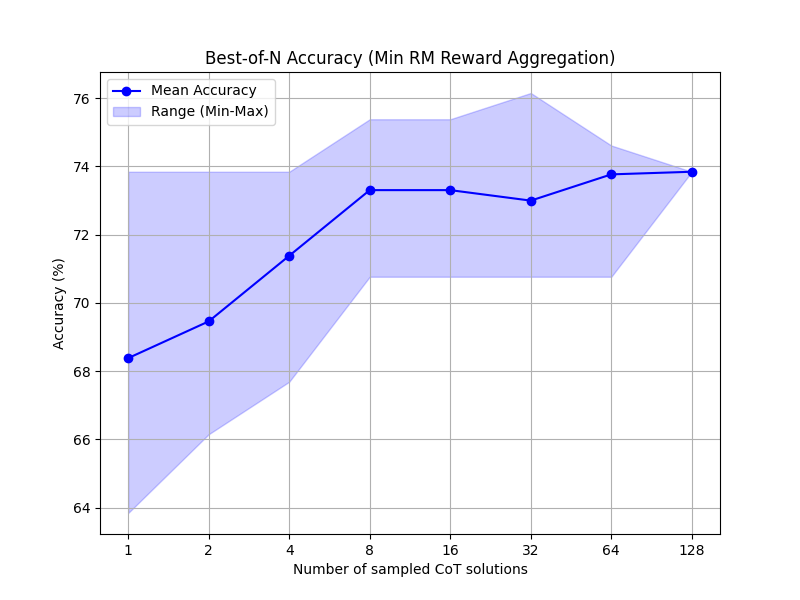 Best-of-N Accuracy (Min RM Reward Aggregation)
Mean Accuracy
Range (Min-Max)
Accuracy (%)
76
74
72
70
68
66
64
1 2 4 8 16 32 64 128
Number of sampled CoT solutions